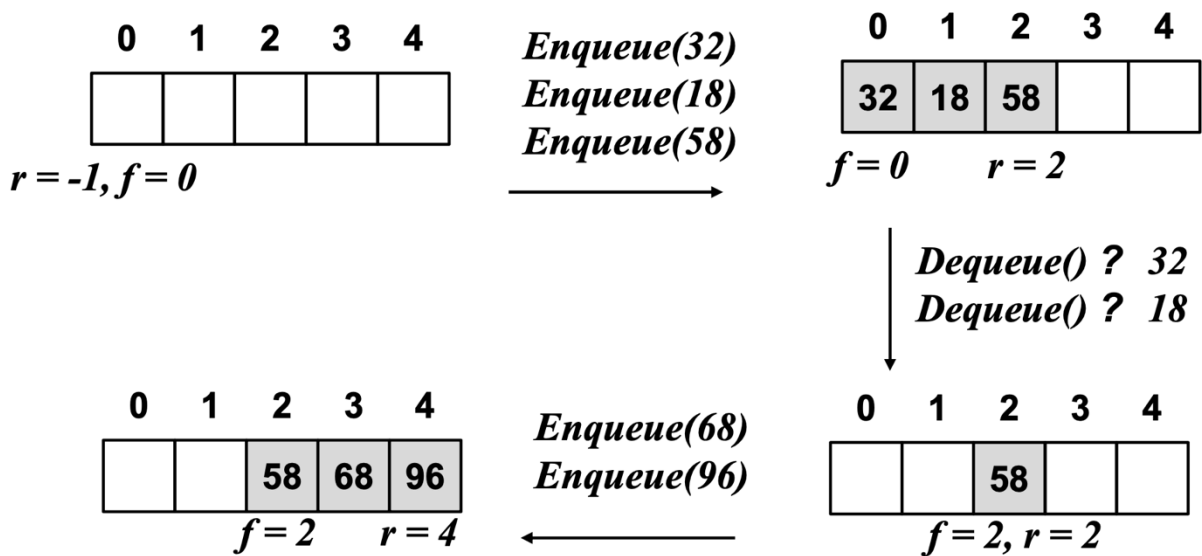 0 1 2 3 4
r = -1, f = 0
Enqueue(32)
Enqueue(18)
Enqueue(58)
0 1 2 3 4
32 18 58
f = 0 r = 2
Dequeue() ? 32
Dequeue() ? 18
0 1 2 3 4
58
f = 2, r = 2
Enqueue(68)
Enqueue(96)
0 1 2 3 4
58 68 96
f = 2 r = 4